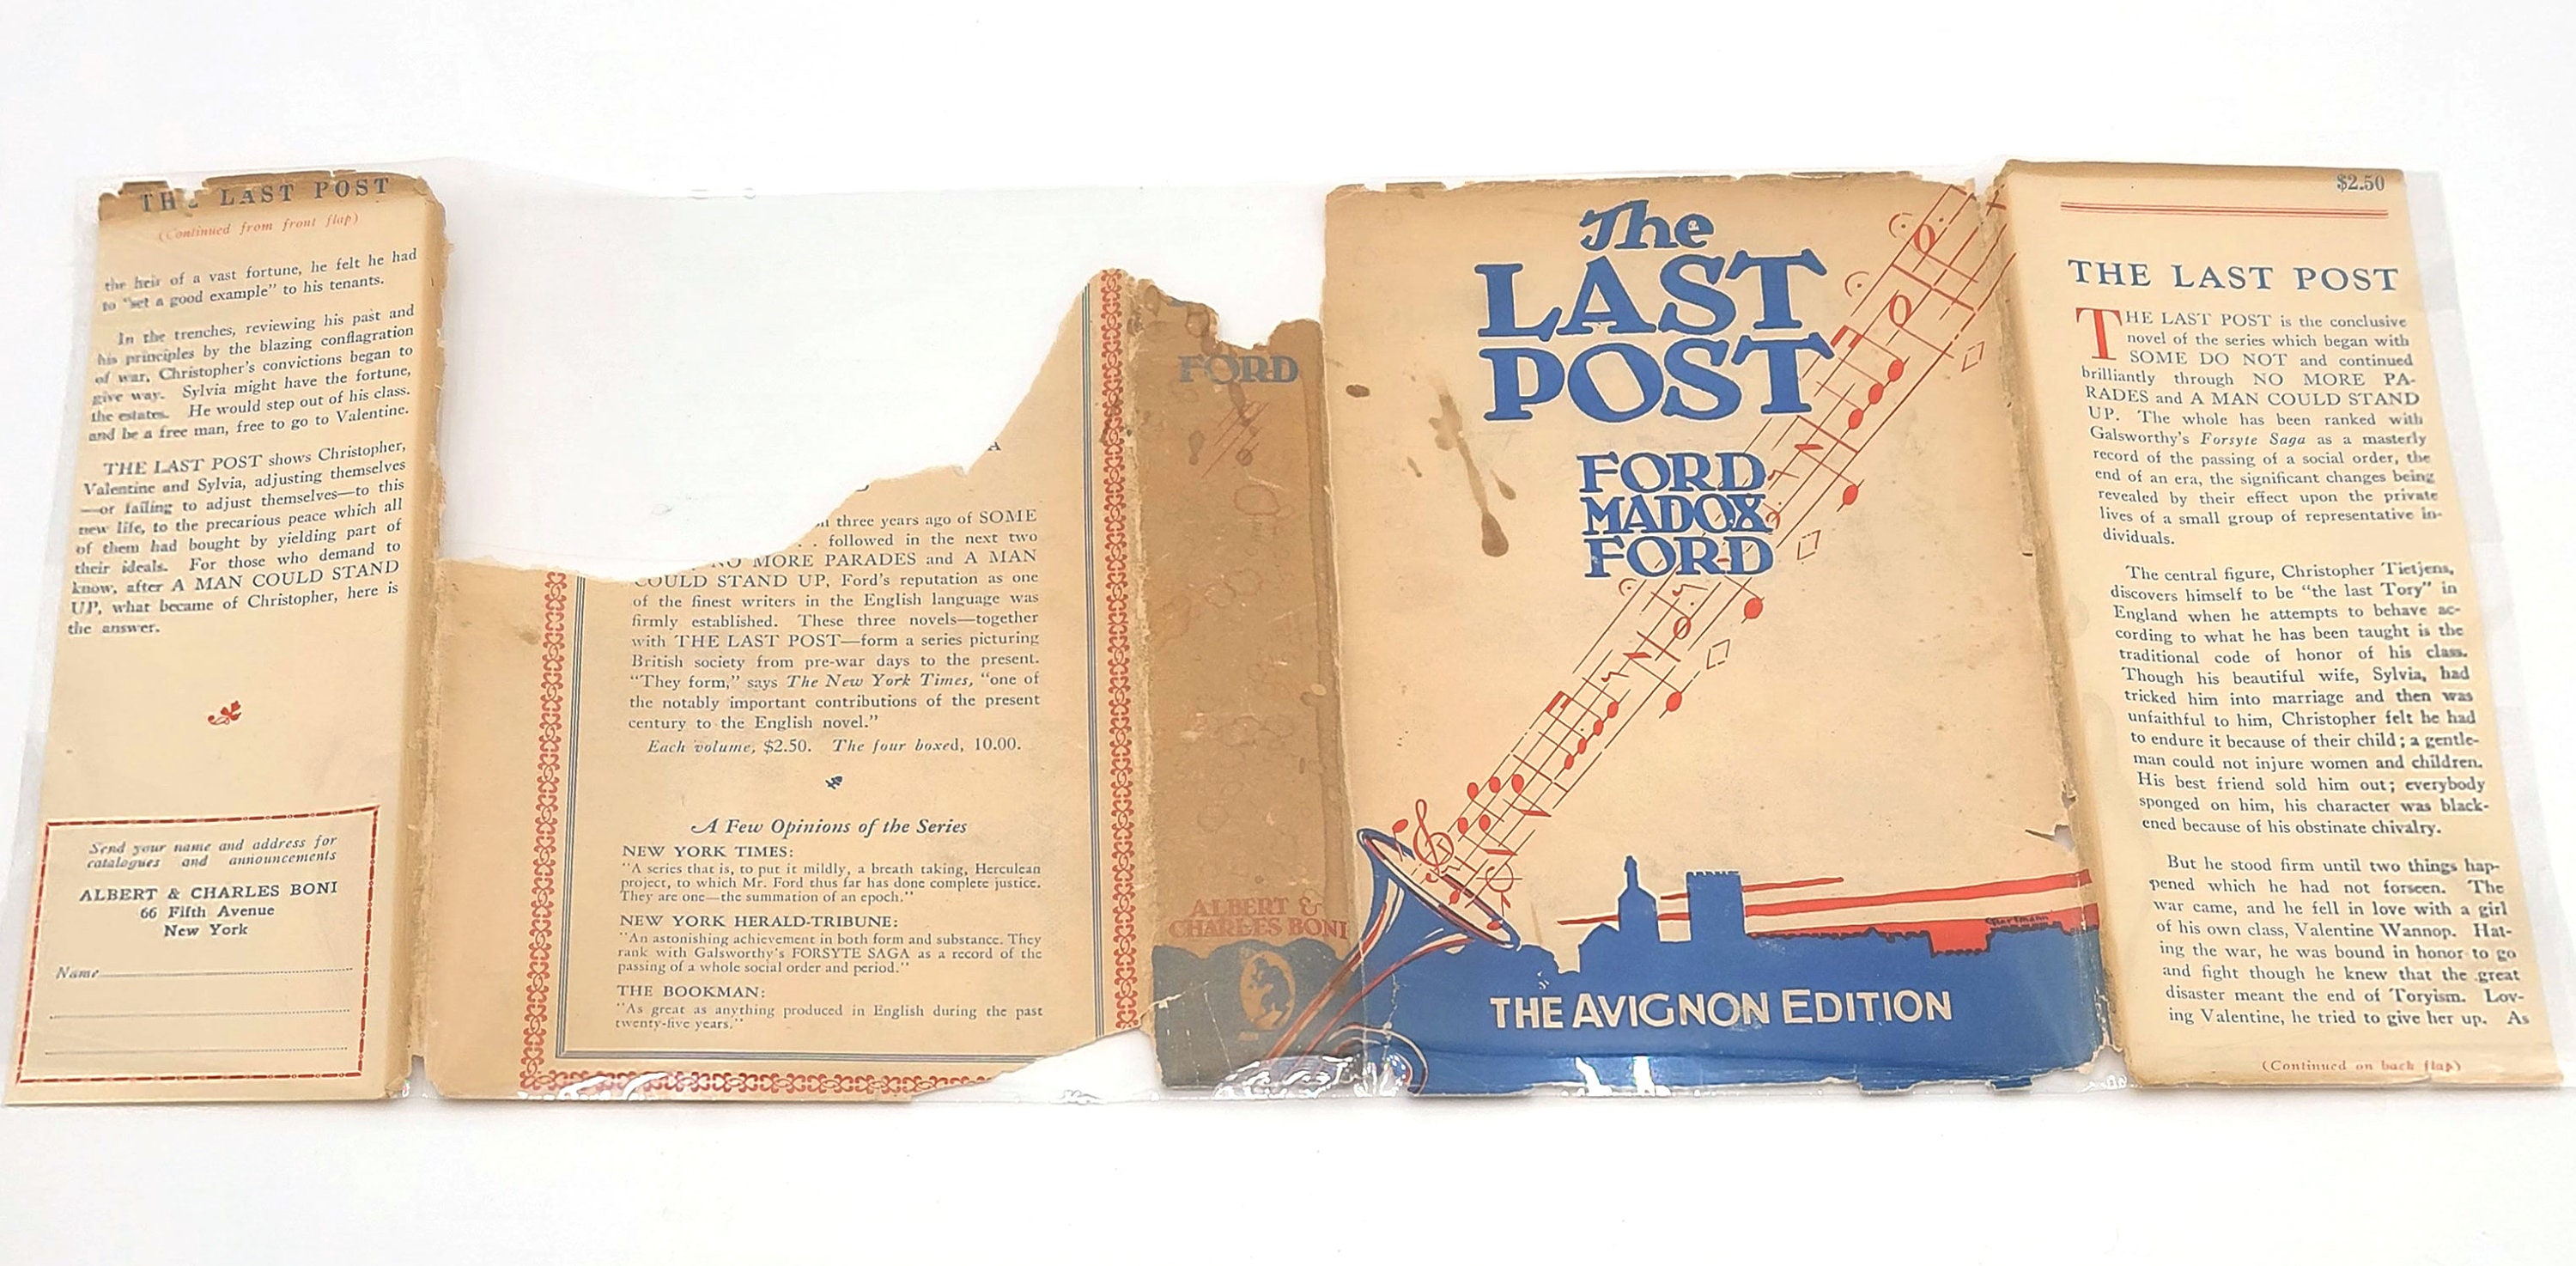 THE LAST POST
(Continued from front flap)
the heir of a vast fortune, he felt he had
to "set a good example" to his tenants.
In the trenches, reviewing his past and
his principles by the blazing conflagration
of war, Christopher's convictions began to
give way. Sylvia might have the fortune,
the estates. He would step out of his class.
and be a free man, free to go to Valentine.
THE LAST POST shows Christopher,
Valentine and Sylvia, adjusting themselves
—or failing to adjust themselves—to this
new life, to the precarious peace which all
of them had bought by yielding part of
their ideals. For those who demand to
know, after A MAN COULD STAND
UP, what became of Christopher, here is
the answer.
Send your name and address for
catalogues and announcements
ALBERT & CHARLES BONI
66 Fifth Avenue
New York
Name
A
three years ago of SOME
. . followed in the next two
NO MORE PARADES and A MAN
COULD STAND UP, Ford's reputation as one
of the finest writers in the English language was
firmly established. These three novels—together
with THE LAST POST—form a series picturing
British society from pre-war days to the present.
"They form," says The New York Times, "one of
the notably important contributions of the present
century to the English novel."
Each volume, $2.50. The four boxed, 10.00.
A Few Opinions of the Series
NEW YORK TIMES:
"A series that is, to put it mildly, a breath taking, Herculean
project, to which Mr. Ford thus far has done complete justice.
They are one—the summation of an epoch."
NEW YORK HERALD-TRIBUNE:
"An astonishing achievement in both form and substance. They
rank with Galsworthy's FORSYTE SAGA as a record of the
passing of a whole social order and period."
THE BOOKMAN:
"As great as anything produced in English during the past
twenty-five years."
FORD
ALBERT &
CHARLES BONI
The
LAST
POST
FORD
MADOX
FORD
THE AVIGNON EDITION
$2.50
THE LAST POST
THE LAST POST is the conclusive
novel of the series which began with
SOME DO NOT and continued
brilliantly through NO MORE PA-
RADES and A MAN COULD STAND
UP. The whole has been ranked with
Galsworthy's Forsyte Saga as a masterly
record of the passing of a social order, the
end of an era, the significant changes being
revealed by their effect upon the private
lives of a small group of representative in-
dividuals.
The central figure, Christopher Tietjens,
discovers himself to be "the last Tory" in
England when he attempts to behave ac-
cording to what he has been taught is the
traditional code of honor of his class.
Though his beautiful wife, Sylvia, had
tricked him into marriage and then was
unfaithful to him, Christopher felt he had
to endure it because of their child; a gentle-
man could not injure women and children.
His best friend sold him out; everybody
sponged on him, his character was black-
ened because of his obstinate chivalry.
But he stood firm until two things hap-
pened which he had not forseen. The
war came, and he fell in love with a girl
of his own class, Valentine Wannop. Hat-
ing the war, he was bound in honor to go
and fight though he knew that the great
disaster meant the end of Toryism. Lov-
ing Valentine, he tried to give her up. As
(Continued on back flap)